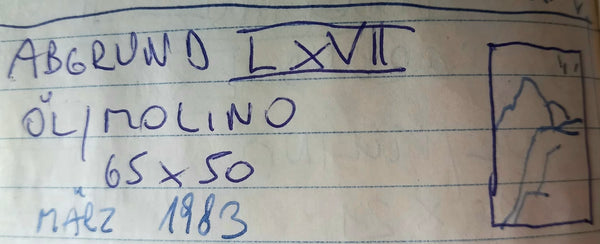 ABGRUND LXVII
ÖL/MOLINO
65 x 50
MÄRZ 1983